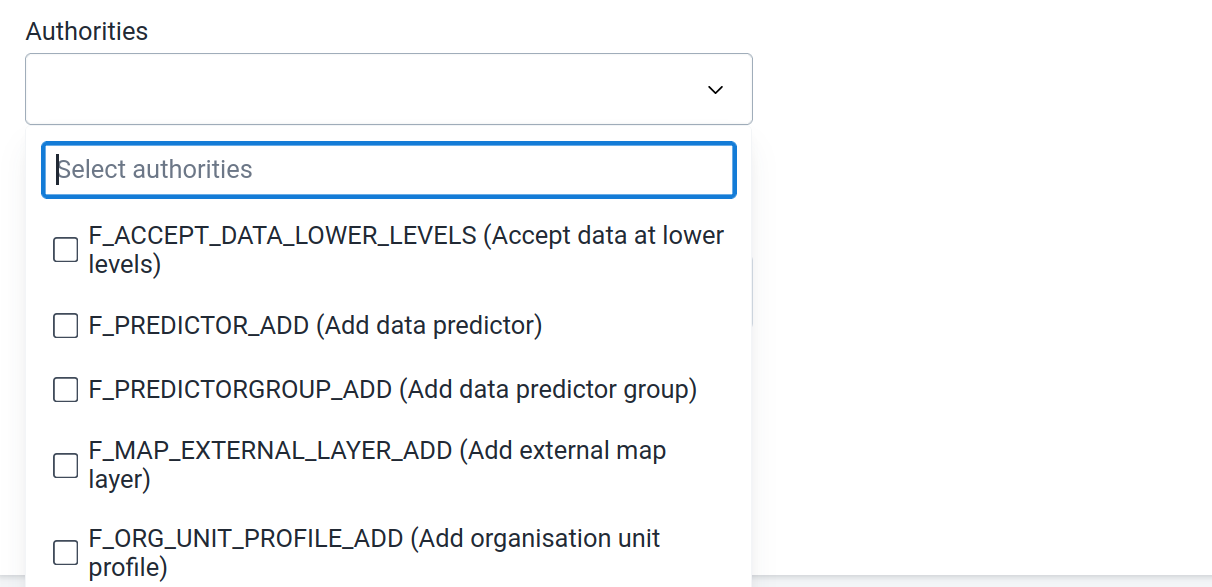 Authorities
Select authorities
F_ACCEPT_DATA_LOWER_LEVELS (Accept data at lower
levels)
F_PREDICTOR_ADD (Add data predictor)
F_PREDICTORGROUP_ADD (Add data predictor group)
F_MAP_EXTERNAL_LAYER_ADD (Add external map
layer)
F_ORG_UNIT_PROFILE_ADD (Add organisation unit
profile)